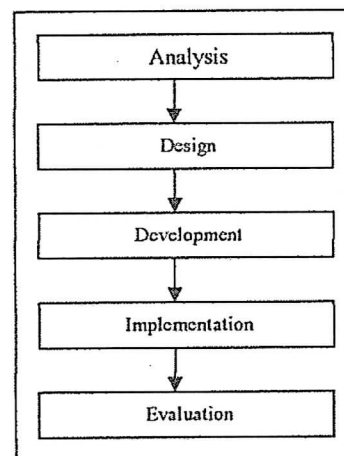 Analysis
Design
Development
Implementation
Evaluation